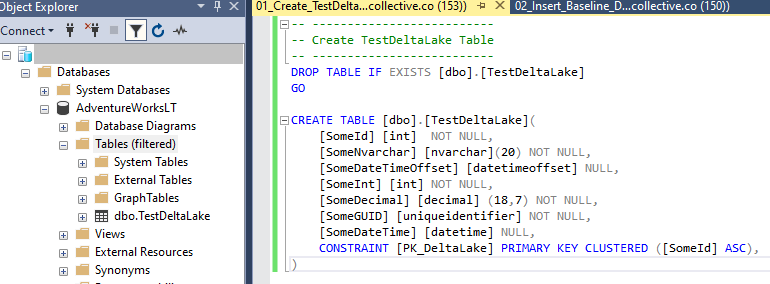 Object Explorer
Connect
Databases
System Databases
AdventureWorksLT
Database Diagrams
Tables (filtered)
System Tables
External Tables
GraphTables
dbo.TestDeltaLake
Views
External Resources
Synonyms
01_Create_TestDelta...collective.co (153))
02_Insert_Baseline_D...collective.co (150))
-- ---------------------------
-- Create TestDeltaLake Table
-- ---------------------------
DROP TABLE IF EXISTS [dbo].[TestDeltaLake]
GO
CREATE TABLE [dbo].[TestDeltaLake](
[SomeId] [int]  NOT NULL,
[SomeNvarchar] [nvarchar](20) NOT NULL,
[SomeDateTimeOffset] [datetimeoffset] NULL,
[SomeInt] [int] NOT NULL,
[SomeDecimal] [decimal] (18,7) NOT NULL,
[SomeGUID] [uniqueidentifier] NOT NULL,
[SomeDateTime] [datetime] NULL,
CONSTRAINT [PK_DeltaLake] PRIMARY KEY CLUSTERED ([SomeId] ASC),
)